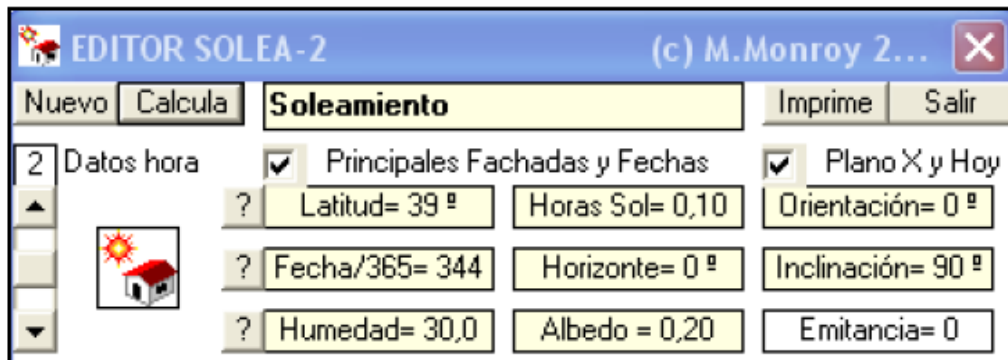 EDITOR SOLEA-2 (c) M.Monroy 2...
Nuevo Calcula Soleamiento Imprime Salir
2 Datos hora Principales Fachadas y Fechas Plano X y Hoy
? Latitud= 39 º Horas Sol= 0,10 Orientación= 0 º
? Fecha/365= 344 Horizonte= 0 º Inclinación= 90 º
? Humedad= 30,0 Albedo = 0,20 Emitancia= 0